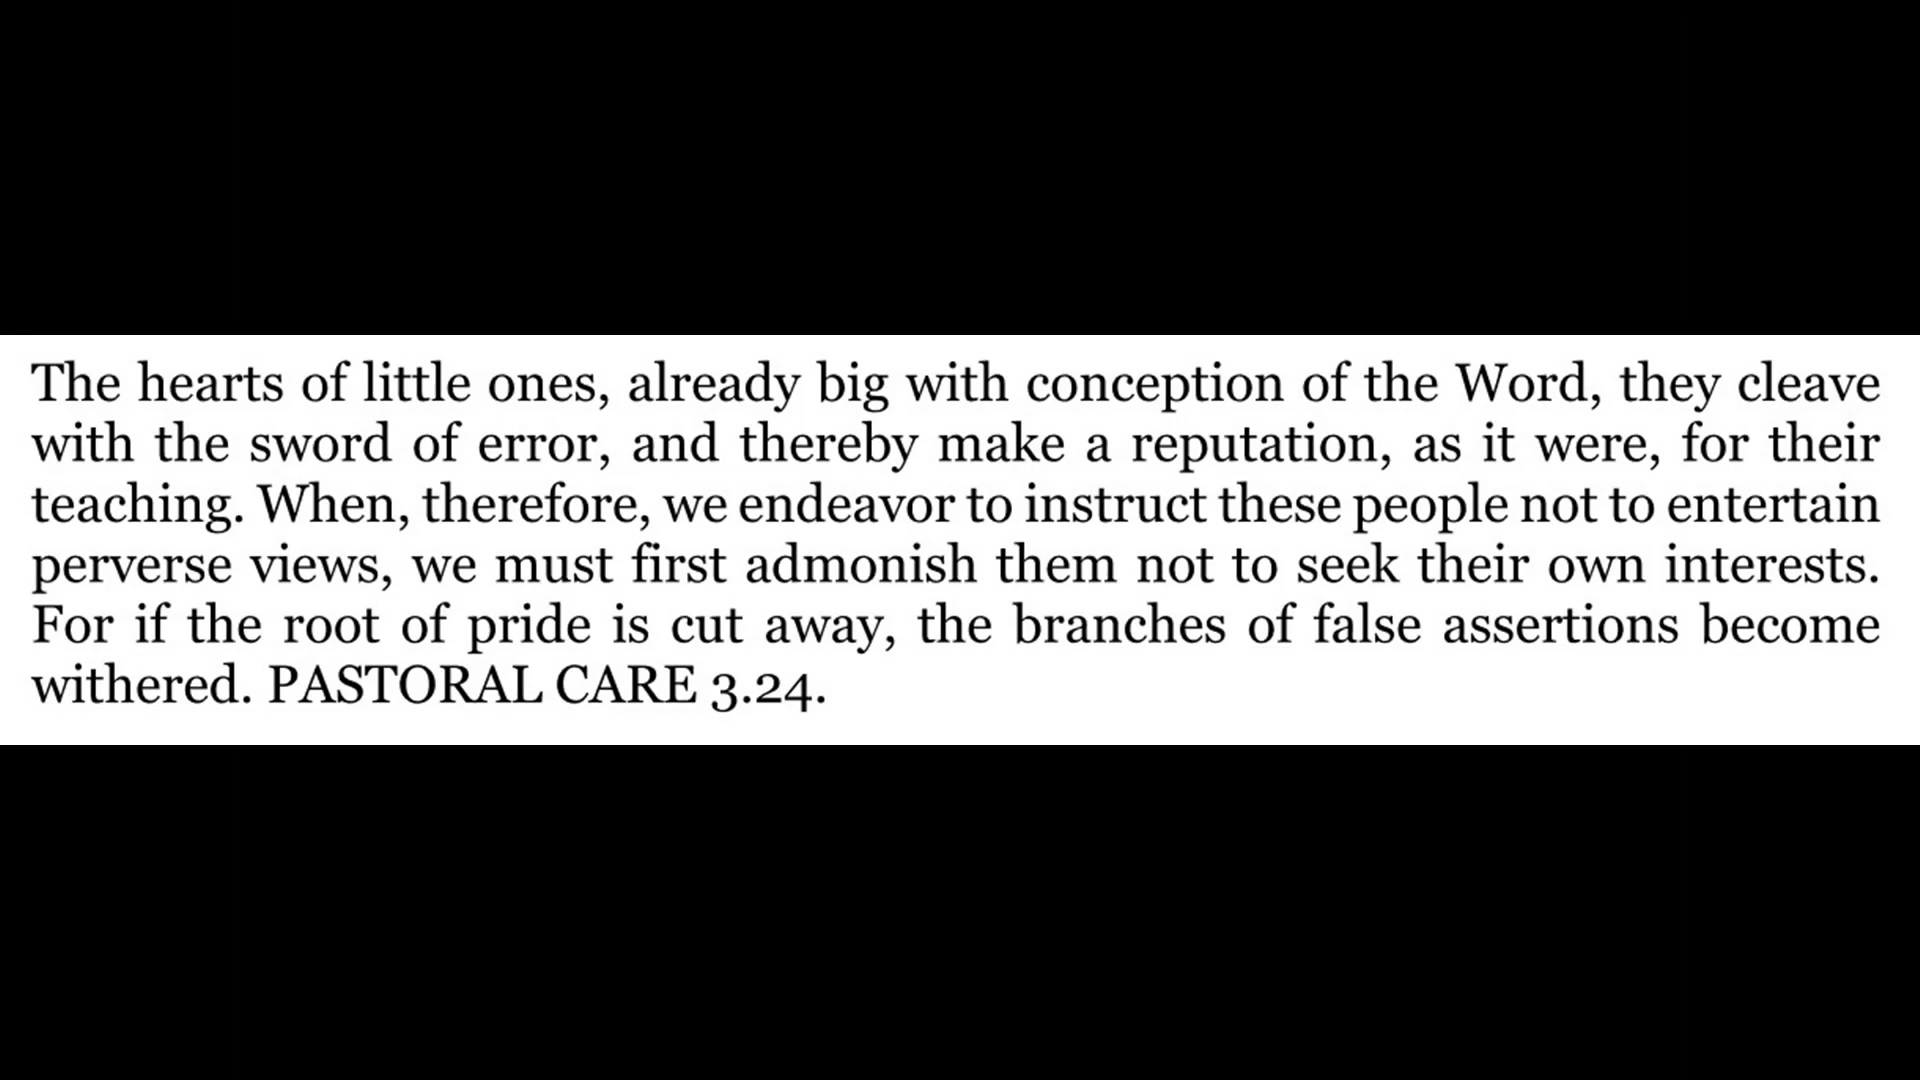 The hearts of little ones, already big with conception of the Word, they cleave
with the sword of error, and thereby make a reputation, as it were, for their
teaching. When, therefore, we endeavor to instruct these people not to entertain
perverse views, we must first admonish them not to seek their own interests.
For if the root of pride is cut away, the branches of false assertions become
withered. PASTORAL CARE 3.24.